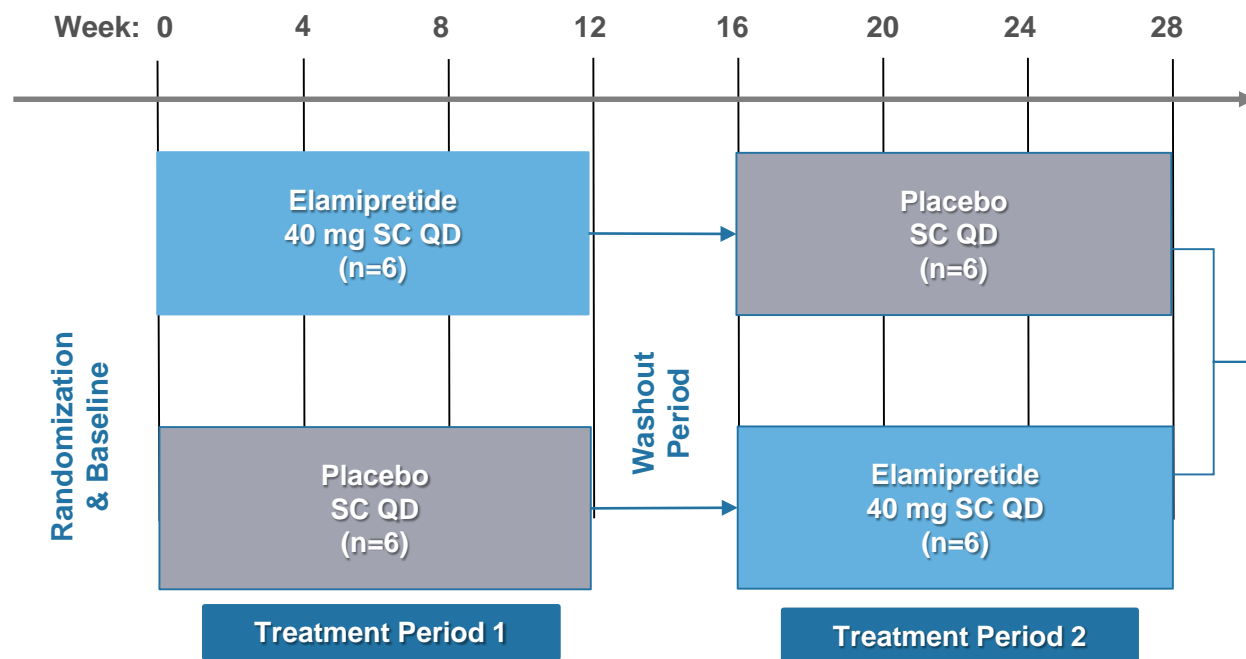 Week: 0 4 8 12 16 20 24 28
Elamipretide
40 mg SC QD
(n=6)
Placebo
SC QD
(n=6)
Randomization
& Baseline
Washout
Period
Placebo
SC QD
(n=6)
Elamipretide
40 mg SC QD
(n=6)
Treatment Period 1
Treatment Period 2